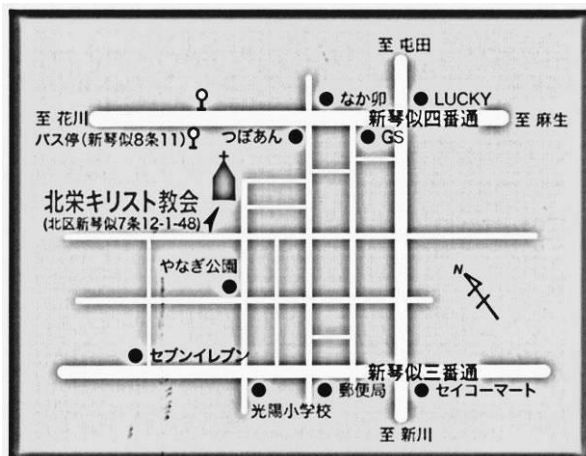 至 屯田
なか卯
LUCKY
至 花川
新琴似四番通
至 麻生
バス停(新琴似8条11)
つぼあん
GS
北栄キリスト教会
(北区新琴似7条12-1-48)
やなぎ公園
N
セブンイレブン
新琴似三番通
光陽小学校
郵便局
セイコーマート
至 新川